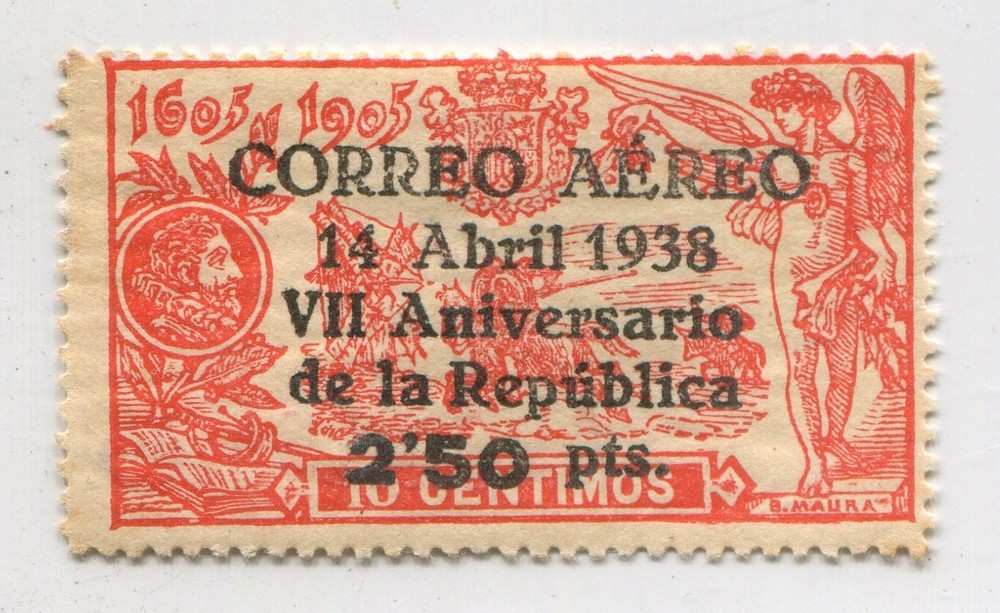 1605 1905
CORREO AÉREO
14 Abril 1938
VII Aniversario
de la República
2'50 pts.
10 CENTIMOS
B. MAURA